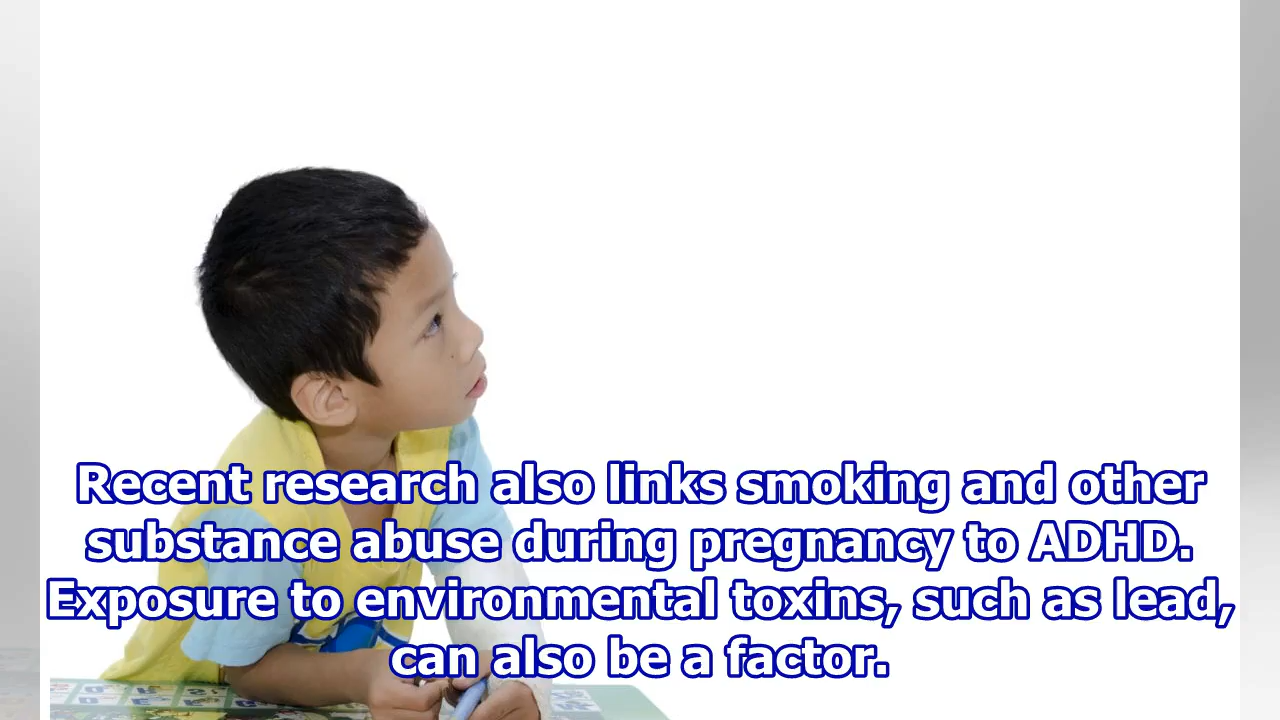 Recent research also links smoking and other
substance abuse during pregnancy to ADHD.
Exposure to environmental toxins, such as lead,
can also be a factor.